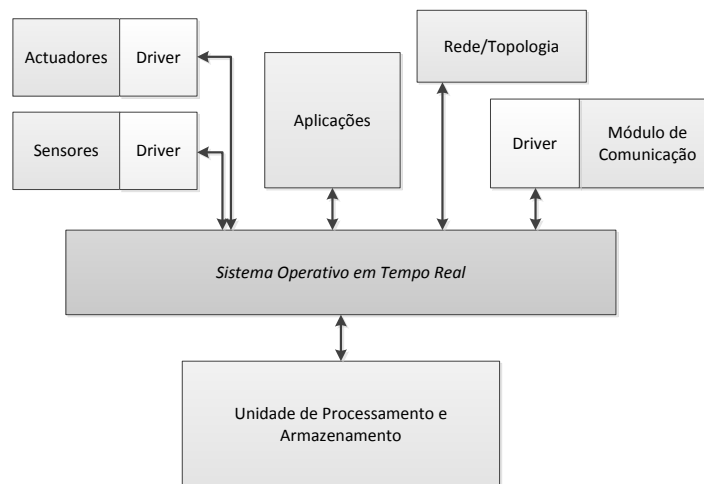 Actuadores
Driver
Sensores
Driver
Aplicações
Rede/Topologia
Driver
Módulo de
Comunicação
Sistema Operativo em Tempo Real
Unidade de Processamento e
Armazenamento